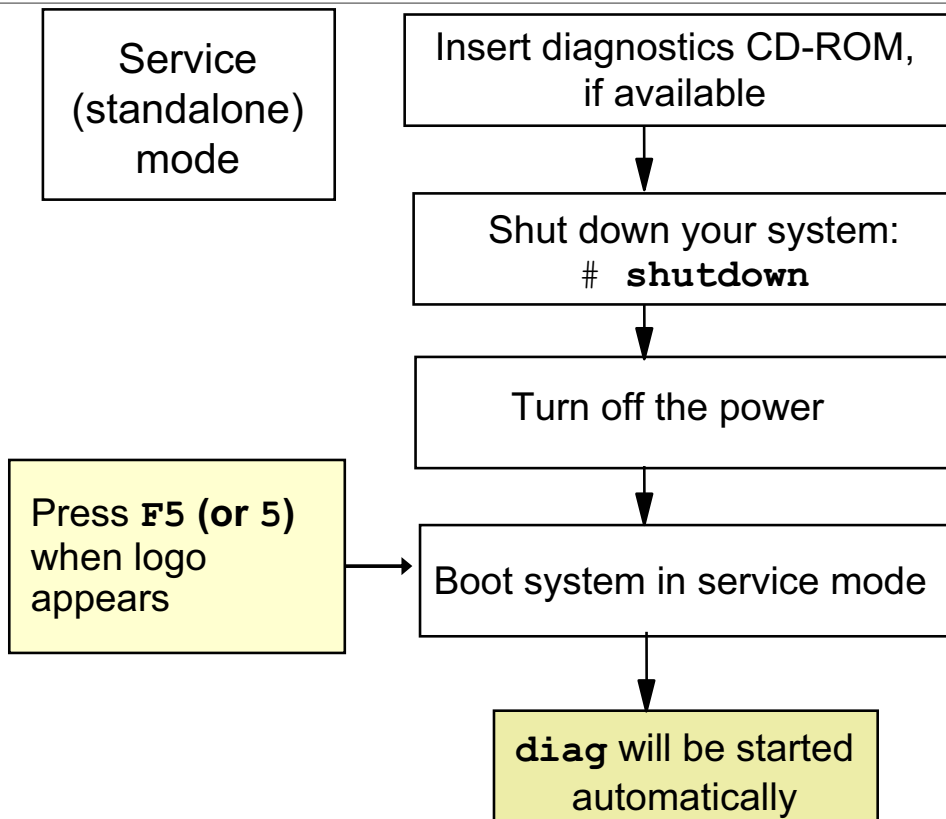 Service
(standalone)
mode
Insert diagnostics CD-ROM,
if available
Shut down your system:
# shutdown
Turn off the power
Press F5 (or 5)
when logo
appears
Boot system in service mode
diag will be started
automatically